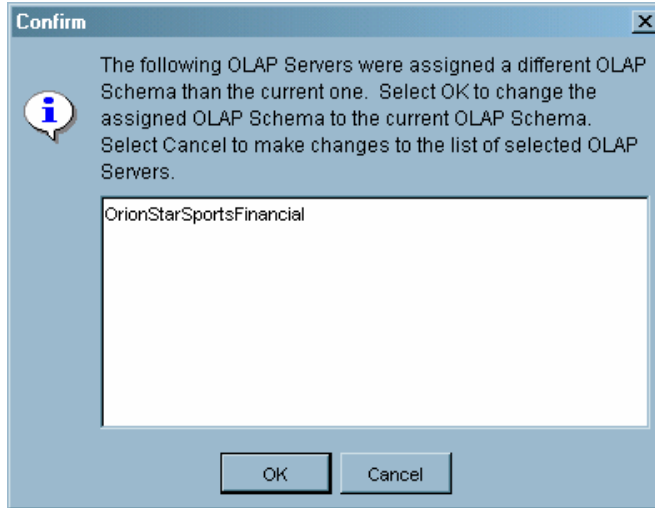 Confirm
The following OLAP Servers were assigned a different OLAP
Schema than the current one.  Select OK to change the
assigned OLAP Schema to the current OLAP Schema.
Select Cancel to make changes to the list of selected OLAP
Servers.
OrionStarSportsFinancial
OK
Cancel